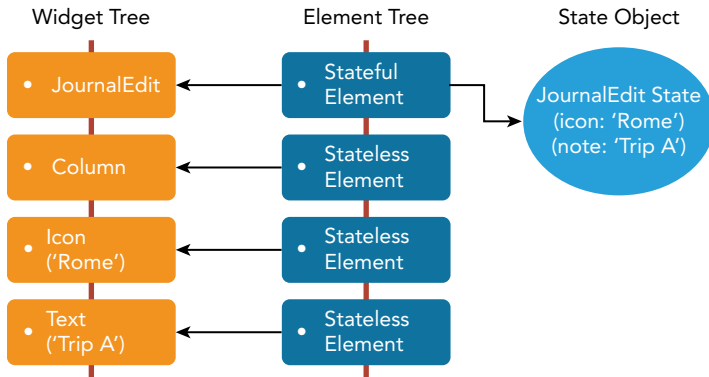 Widget Tree
Element Tree
State Object
• JournalEdit
• Stateful
Element
JournalEdit State
(icon: ‘Rome’)
(note: ‘Trip A’)
• Column
• Stateless
Element
• Icon
(‘Rome’)
• Stateless
Element
• Text
(‘Trip A’)
• Stateless
Element